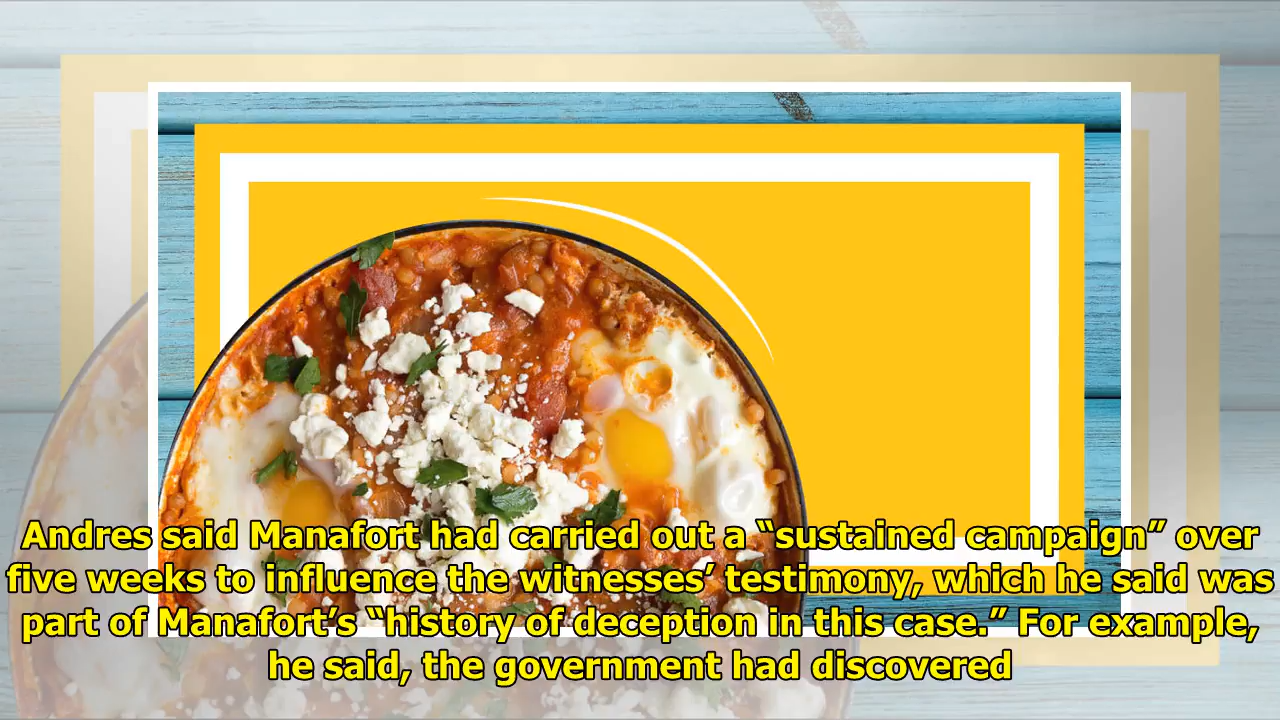 Andres said Manafort had carried out a “sustained campaign” over
five weeks to influence the witnesses’ testimony, which he said was
part of Manafort’s “history of deception in this case.” For example,
he said, the government had discovered